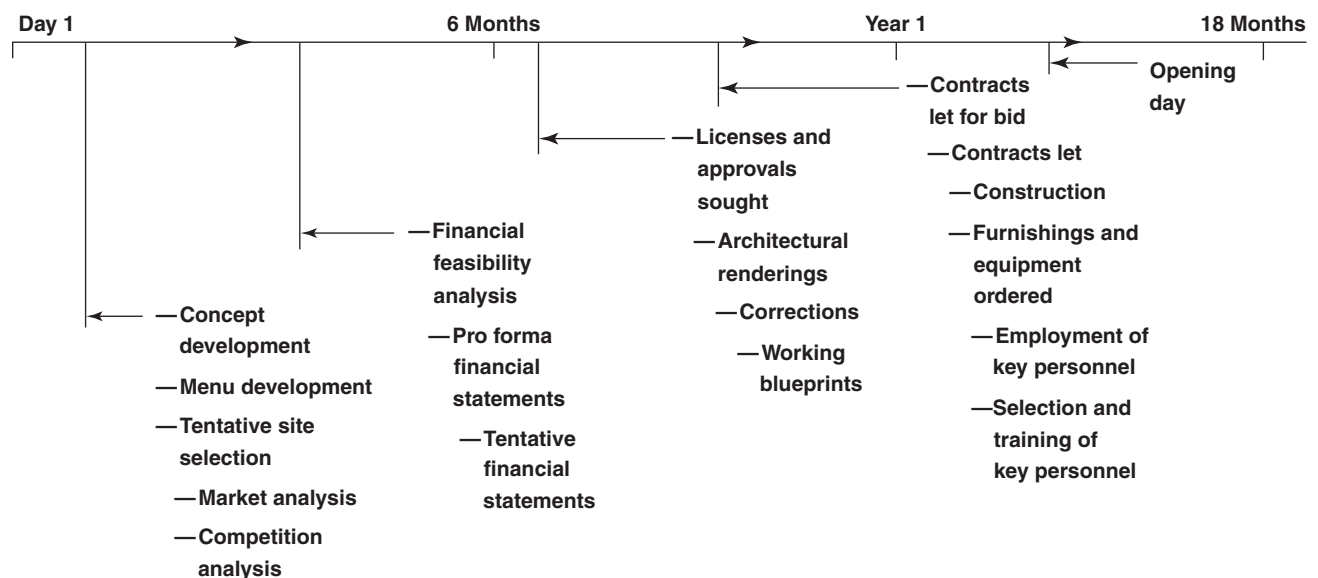 Day 1
6 Months
Year 1
18 Months
—Concept
development
—Menu development
—Tentative site
selection
—Market analysis
—Competition
analysis
—Financial
feasibility
analysis
—Pro forma
financial
statements
—Tentative
financial
statements
—Licenses and
approvals
sought
—Architectural
renderings
—Corrections
—Working
blueprints
—Contracts
let for bid
—Contracts let
—Construction
—Furnishings and
equipment
ordered
—Employment of
key personnel
—Selection and
training of
key personnel
Opening
day